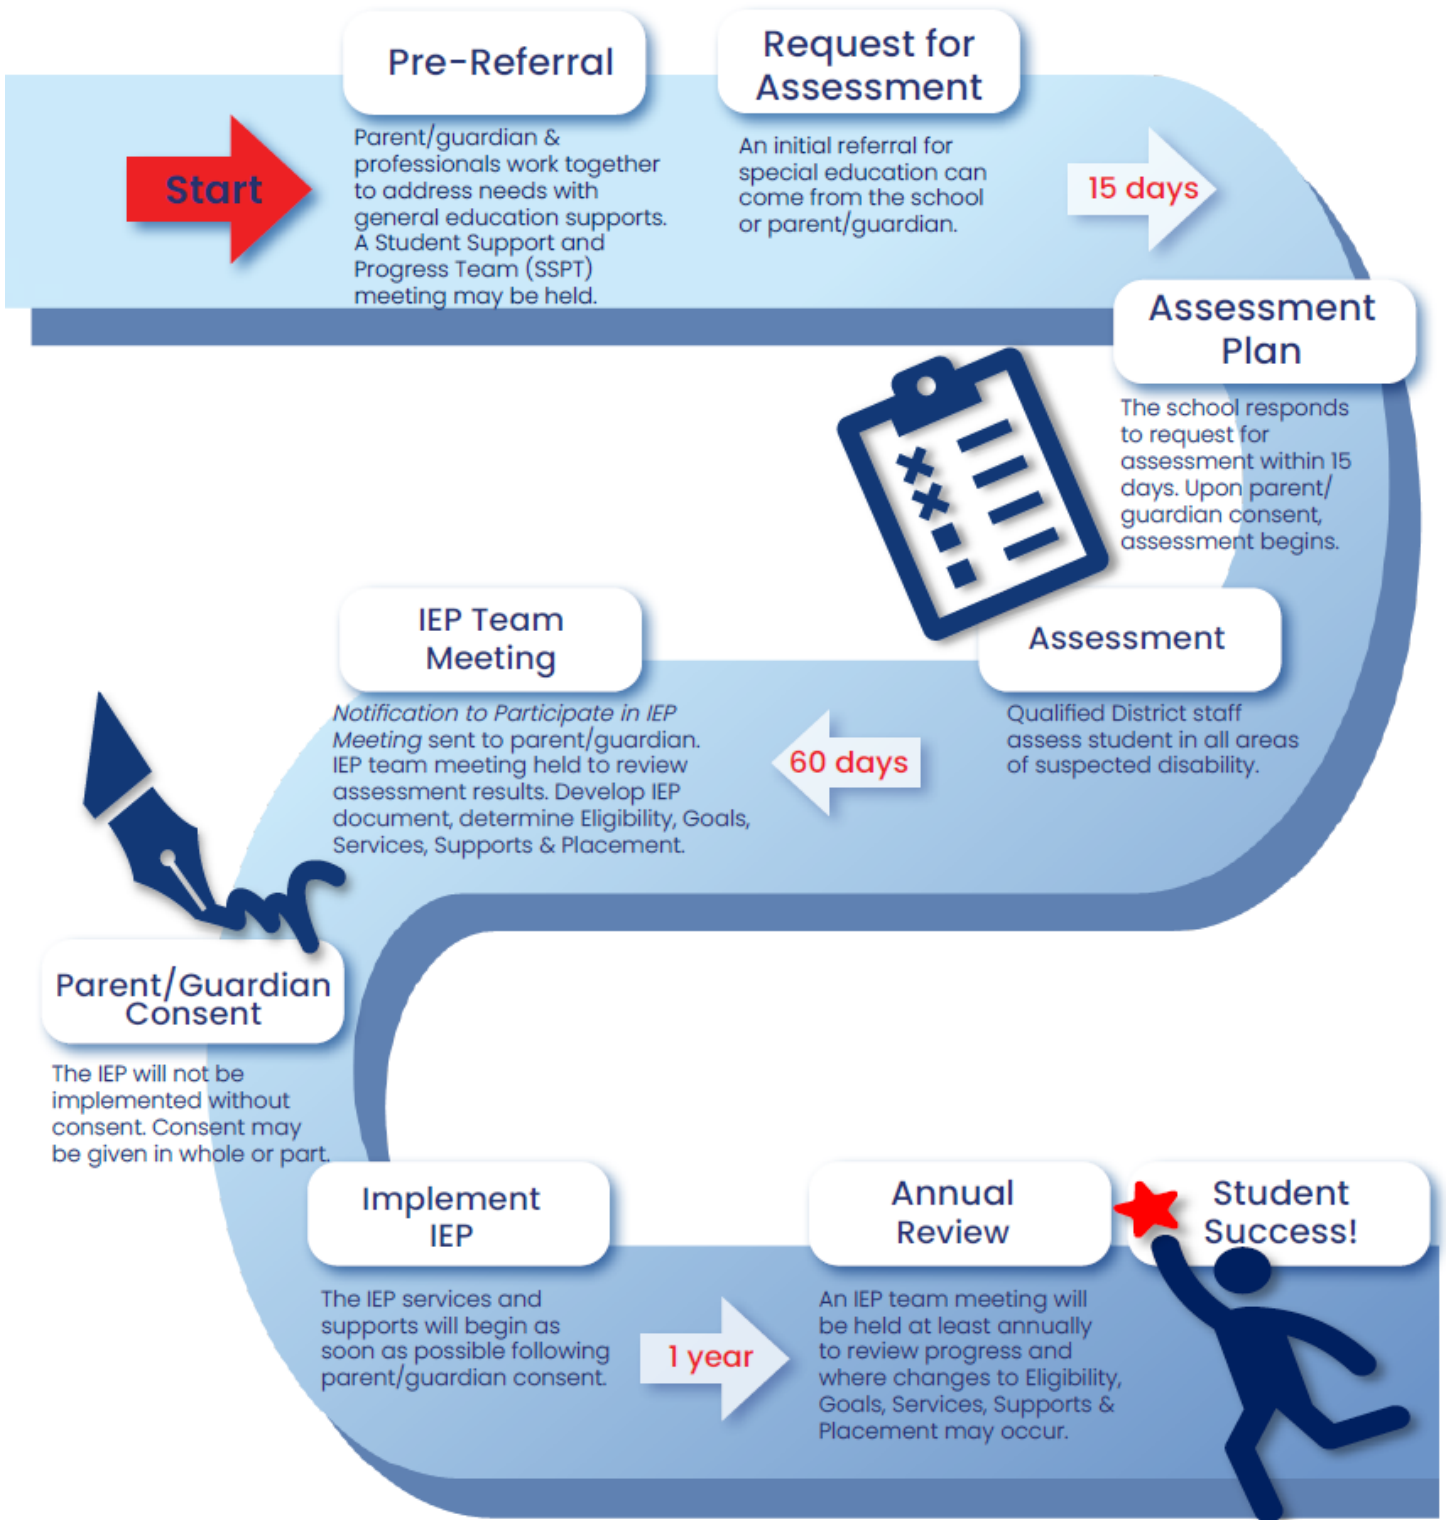 Pre-Referral
Start
Parent/guardian &
professionals work together
to address needs with
general education supports.
A Student Support and
Progress Team (SSPT)
meeting may be held.
Request for
Assessment
An initial referral for
special education can
come from the school
or parent/guardian.
15 days
Assessment
Plan
The school responds
to request for
assessment within 15
days. Upon parent/
guardian consent,
assessment begins.
Assessment
Qualified District staff
assess student in all areas
of suspected disability.
60 days
IEP Team
Meeting
Notification to Participate in IEP
Meeting sent to parent/guardian.
IEP team meeting held to review
assessment results. Develop IEP
document, determine Eligibility, Goals,
Services, Supports & Placement.
Parent/Guardian
Consent
The IEP will not be
implemented without
consent. Consent may
be given in whole or part.
Implement
IEP
The IEP services and
supports will begin as
soon as possible following
parent/guardian consent.
1 year
Annual
Review
An IEP team meeting will
be held at least annually
to review progress and
where changes to Eligibility,
Goals, Services, Supports &
Placement may occur.
Student
Success!